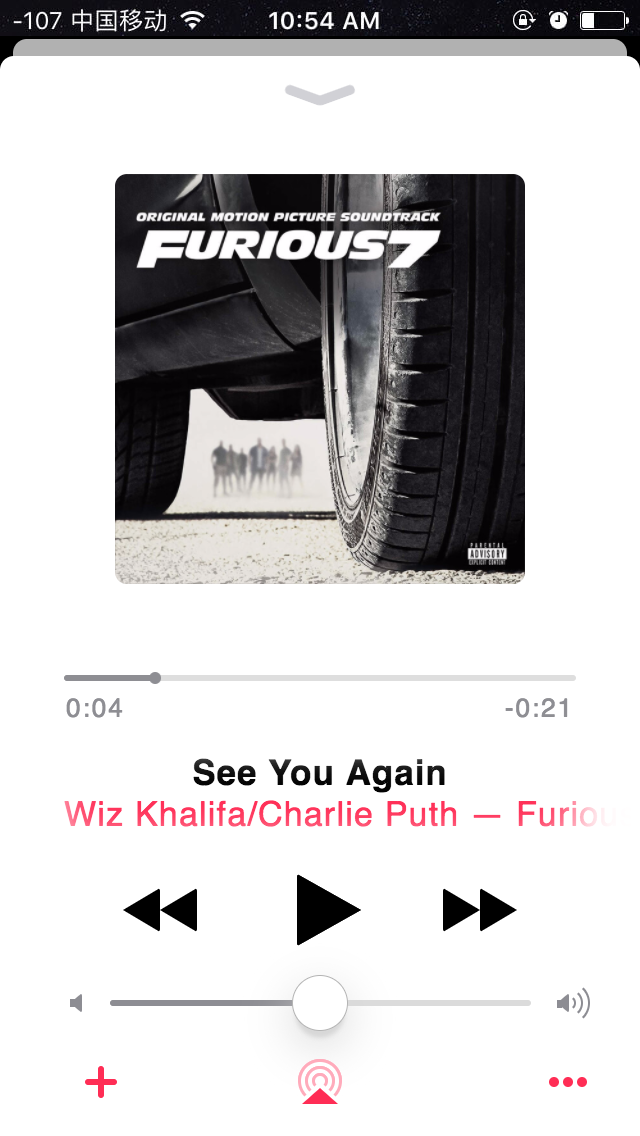 -107 中国移动 10:54 AM
ORIGINAL MOTION PICTURE SOUNDTRACK
FURIOUS7
PARENTAL
ADVISORY
EXPLICIT CONTENT
0:04 -0:21
See You Again
Wiz Khalifa/Charlie Puth — Furiou